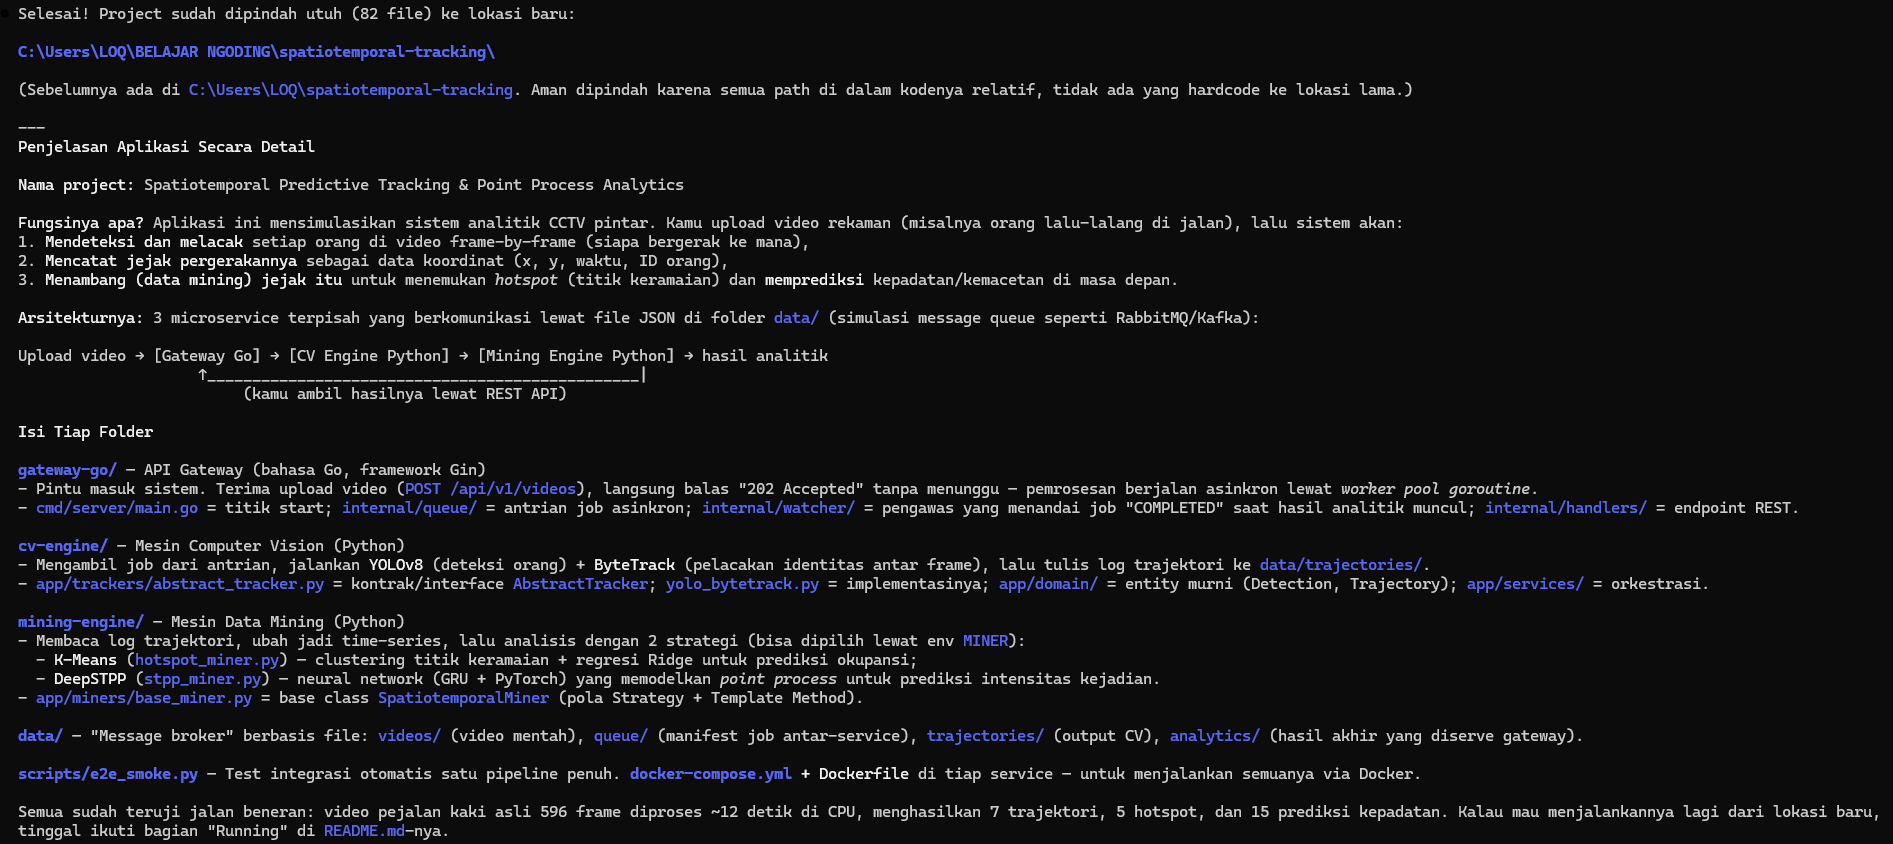 ● Selesai! Project sudah dipindah utuh (82 file) ke lokasi baru:
C:\Users\LOQ\BELAJAR NGODING\spatiotemporal-tracking\
(Sebelumnya ada di C:\Users\LOQ\spatiotemporal-tracking. Aman dipindah karena semua path di dalam kodenya relatif, tidak ada yang hardcode ke lokasi lama.)
---
Penjelasan Aplikasi Secara Detail
Nama project: Spatiotemporal Predictive Tracking & Point Process Analytics
Fungsinya apa? Aplikasi ini mensimulasikan sistem analitik CCTV pintar. Kamu upload video rekaman (misalnya orang lalu-lalang di jalan), lalu sistem akan:
1. Mendeteksi dan melacak setiap orang di video frame-by-frame (siapa bergerak ke mana),
2. Mencatat jejak pergerakannya sebagai data koordinat (x, y, waktu, ID orang),
3. Menambang (data mining) jejak itu untuk menemukan hotspot (titik keramaian) dan memprediksi kepadatan/kemacetan di masa depan.
Arsitekturnya: 3 microservice terpisah yang berkomunikasi lewat file JSON di folder data/ (simulasi message queue seperti RabbitMQ/Kafka):
Upload video → [Gateway Go] → [CV Engine Python] → [Mining Engine Python] → hasil analitik
↑________________________________________________|
(kamu ambil hasilnya lewat REST API)
Isi Tiap Folder
gateway-go/ — API Gateway (bahasa Go, framework Gin)
- Pintu masuk sistem. Terima upload video (POST /api/v1/videos), langsung balas "202 Accepted" tanpa menunggu — pemrosesan berjalan asinkron lewat worker pool goroutine.
- cmd/server/main.go = titik start; internal/queue/ = antrian job asinkron; internal/watcher/ = pengawas yang menandai job "COMPLETED" saat hasil analitik muncul; internal/handlers/ = endpoint REST.
cv-engine/ — Mesin Computer Vision (Python)
- Mengambil job dari antrian, jalankan YOLOv8 (deteksi orang) + ByteTrack (pelacakan identitas antar frame), lalu tulis log trajektori ke data/trajectories/.
- app/trackers/abstract_tracker.py = kontrak/interface AbstractTracker; yolo_bytetrack.py = implementasinya; app/domain/ = entity murni (Detection, Trajectory); app/services/ = orkestrasi.
mining-engine/ — Mesin Data Mining (Python)
- Membaca log trajektori, ubah jadi time-series, lalu analisis dengan 2 strategi (bisa dipilih lewat env MINER):
- K-Means (hotspot_miner.py) — clustering titik keramaian + regresi Ridge untuk prediksi okupansi;
- DeepSTPP (stpp_miner.py) — neural network (GRU + PyTorch) yang memodelkan point process untuk prediksi intensitas kejadian.
- app/miners/base_miner.py = base class SpatiotemporalMiner (pola Strategy + Template Method).
data/ — "Message broker" berbasis file: videos/ (video mentah), queue/ (manifest job antar-service), trajectories/ (output CV), analytics/ (hasil akhir yang diserve gateway).
scripts/e2e_smoke.py — Test integrasi otomatis satu pipeline penuh. docker-compose.yml + Dockerfile di tiap service — untuk menjalankan semuanya via Docker.
Semua sudah teruji jalan beneran: video pejalan kaki asli 596 frame diproses ~12 detik di CPU, menghasilkan 7 trajektori, 5 hotspot, dan 15 prediksi kepadatan. Kalau mau menjalankannya lagi dari lokasi baru,
tinggal ikuti bagian "Running" di README.md-nya.